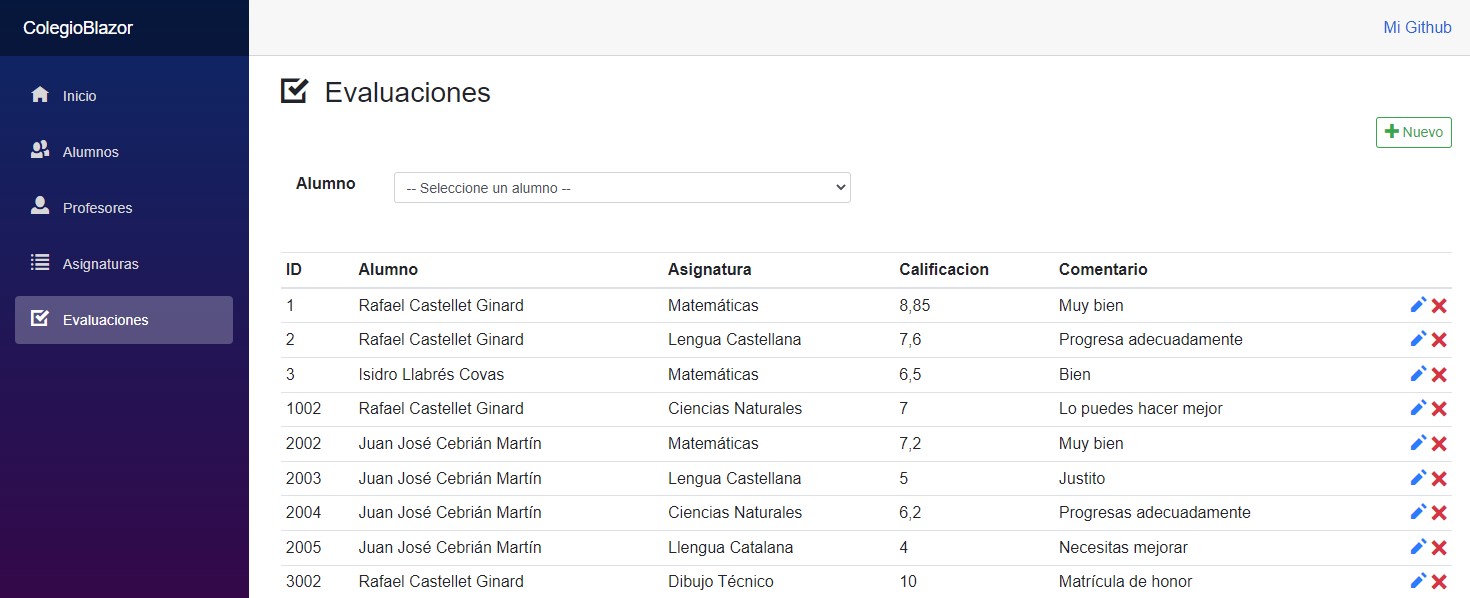 ColegioBlazor
Mi Github
Inicio
Alumnos
Profesores
Asignaturas
Evaluaciones
Evaluaciones
Nuevo
Alumno -- Seleccione un alumno --
ID Alumno Asignatura Calificacion Comentario
1 Rafael Castellet Ginard Matemáticas 8,85 Muy bien
2 Rafael Castellet Ginard Lengua Castellana 7,6 Progresa adecuadamente
3 Isidro Llabrés Covas Matemáticas 6,5 Bien
1002 Rafael Castellet Ginard Ciencias Naturales 7 Lo puedes hacer mejor
2002 Juan José Cebrián Martín Matemáticas 7,2 Muy bien
2003 Juan José Cebrián Martín Lengua Castellana 5 Justito
2004 Juan José Cebrián Martín Ciencias Naturales 6,2 Progresas adecuadamente
2005 Juan José Cebrián Martín Llengua Catalana 4 Necesitas mejorar
3002 Rafael Castellet Ginard Dibujo Técnico 10 Matrícula de honor